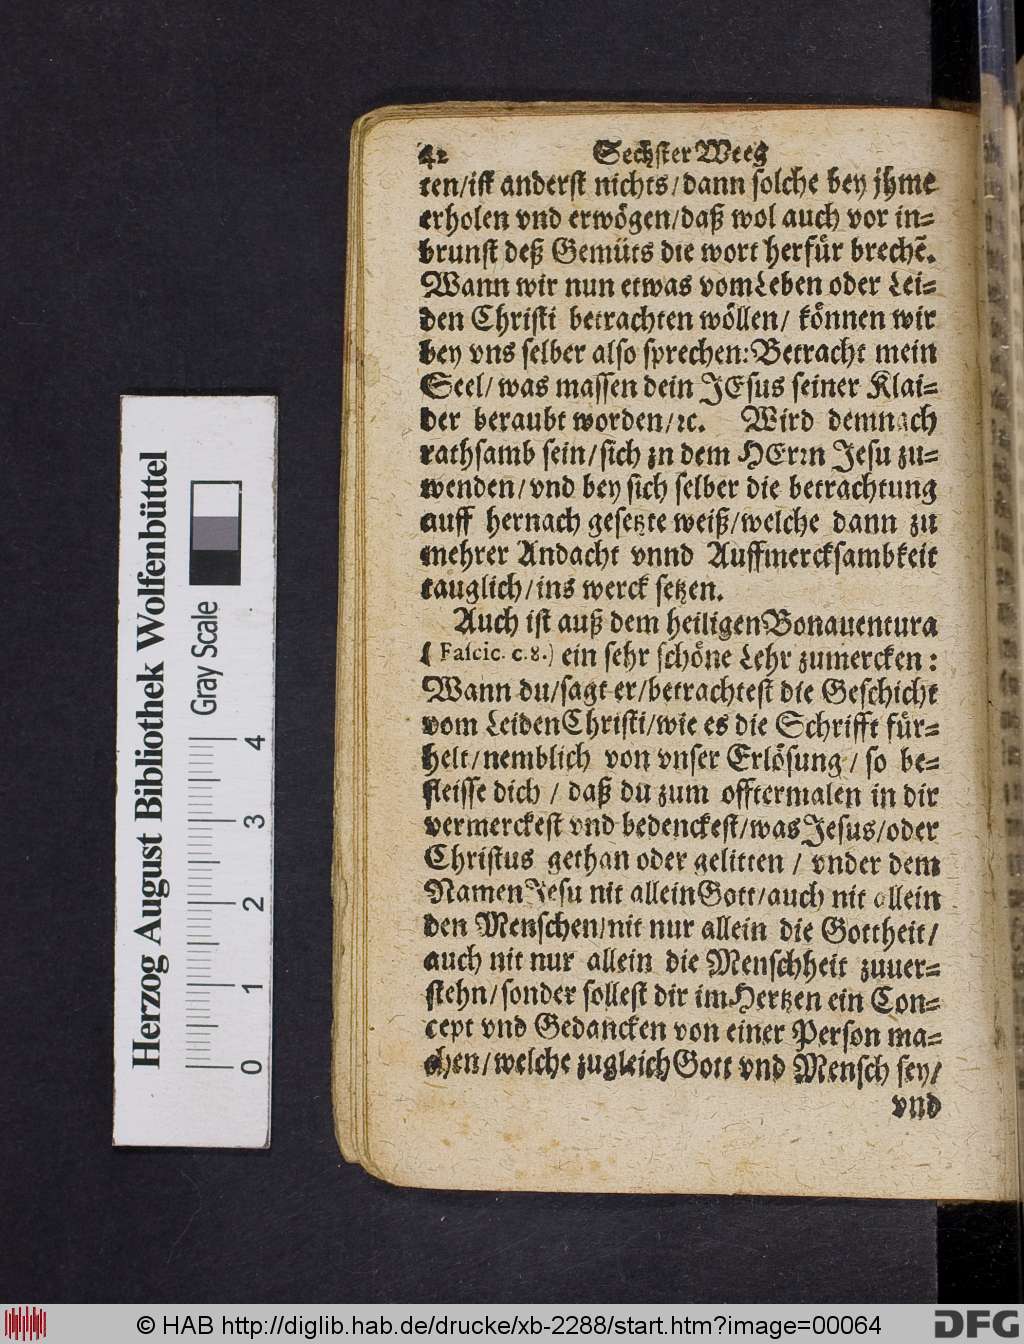 42 Sechster Weeg
ten/ist anderst nichts/dann solche bey jhme
erholen vnd erwögen/daß wol auch vor in=
brunst deß Gemüts die wort herfür brechẽ.
Wann wir nun etwas vom Leben oder Lei=
den Christi betrachten wöllen/ können wir
bey vns selber also sprechen: Betracht mein
Seel/ was massen dein JEsus seiner Klai=
der beraubt worden/ꝛc. Wird demnach
rathsamb sein/sich zn dem HErrn Jesu zu=
wenden/vnd bey sich selber die betrachtung
auff hernach gesetzte weiß/welche dann zu
mehrer Andacht vnnd Auffmercksambkeit
tauglich/ins werck setzen.
Auch ist auß dem heiligen Bonauentura
( Fascic. c.8.) ein sehr schöne Lehr zumercken :
Wann du/sagt er/betrachtest die Geschicht
vom Leiden Christi/wie es die Schrifft für=
helt/nemblich von vnser Erlösung / so be=
fleisse dich / daß du zum offtermalen in dir
vermerckest vnd bedenckest/was Jesus/oder
Christus gethan oder gelitten / vnder dem
Namen Jesu nit allein Gott/auch nit allein
den Menschen/nit nur allein die Gottheit/
auch nit nur allein die Menschheit zuuer=
stehn/sonder sollest dir im Hertzen ein Con=
cept vnd Gedancken von einer Person ma=
chen/welche zugleich Gott vnd Mensch sey/
vnd
Herzog August Bibliothek Wolfenbüttel
Gray Scale
0 1 2 3 4
© HAB http://diglib.hab.de/drucke/xb-2288/start.htm?image=00064
DFG